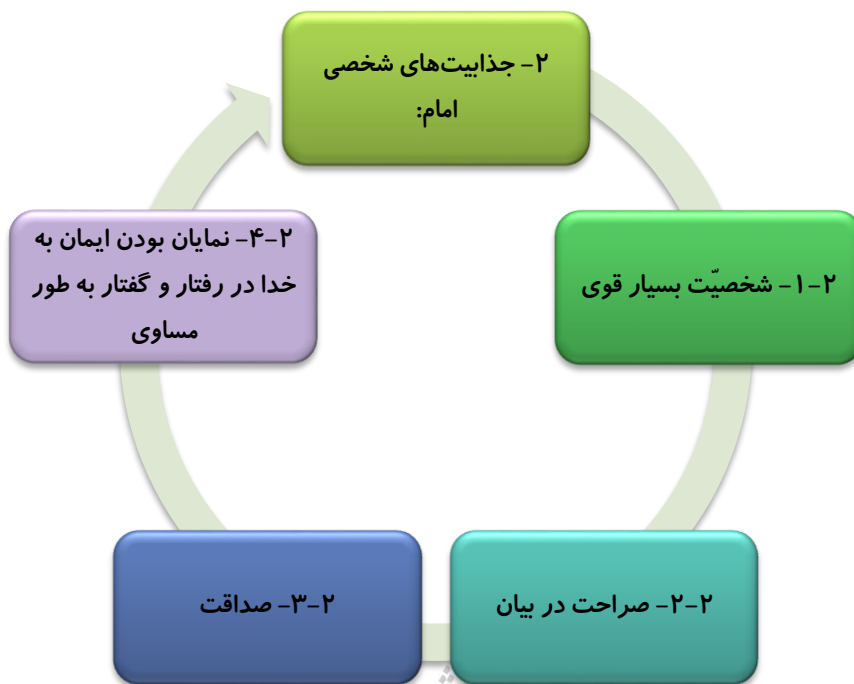 ۲- جذابیت‌های شخصی
امام:
۲-۱- شخصیّت بسیار قوی
۲-۲- صراحت در بیان
۲-۳- صداقت
۲-۴- نمایان بودن ایمان به
خدا در رفتار و گفتار به طور
مساوی